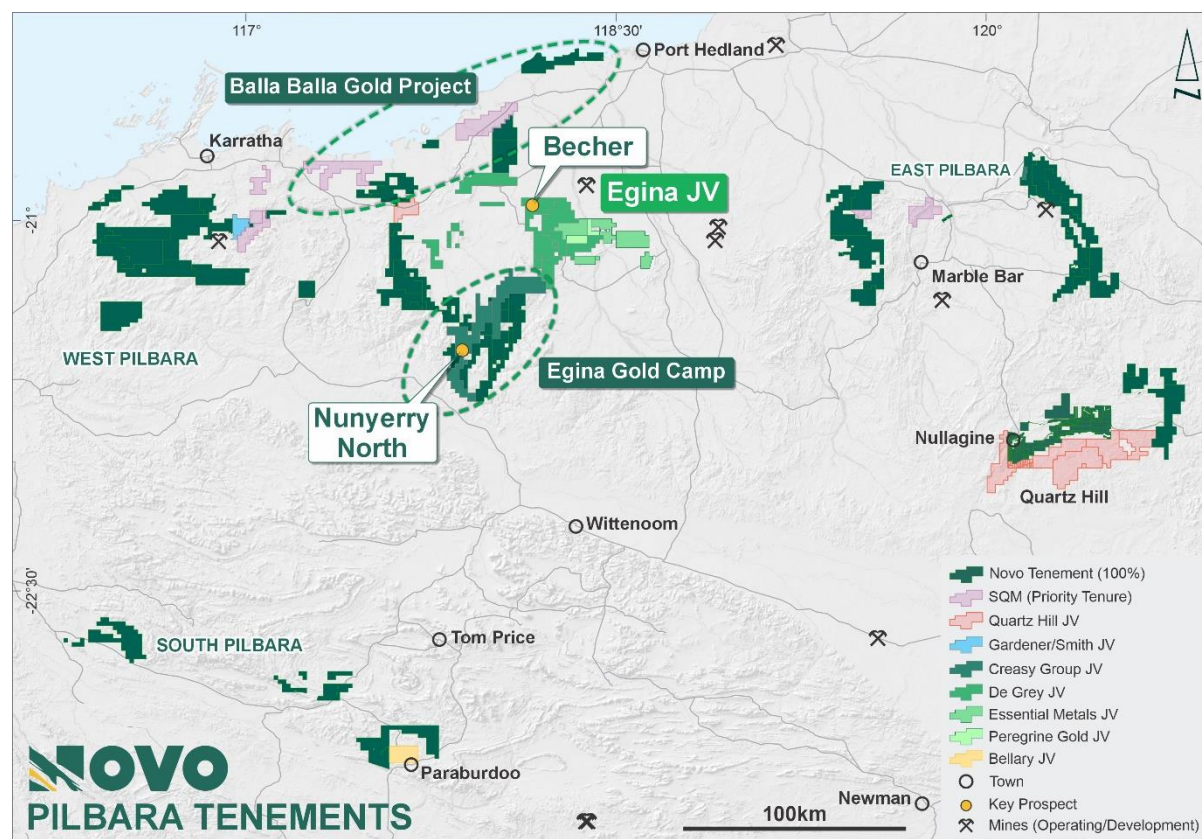 117°
118°30'
120°
Port Hedland
Balla Balla Gold Project
Karratha
Becher
Egina JV
EAST PILBARA
-21°
Marble Bar
WEST PILBARA
Egina Gold Camp
Nunyerry
North
Nullagine
Quartz Hill
Wittenoom
-22°30'
SOUTH PILBARA
Tom Price
Paraburdoo
Newman
NOVO
PILBARA TENEMENTS
100km
Novo Tenement (100%)
SQM (Priority Tenure)
Quartz Hill JV
Gardener/Smith JV
Creasy Group JV
De Grey JV
Essential Metals JV
Peregrine Gold JV
Bellary JV
Town
Key Prospect
Mines (Operating/Development)
Z